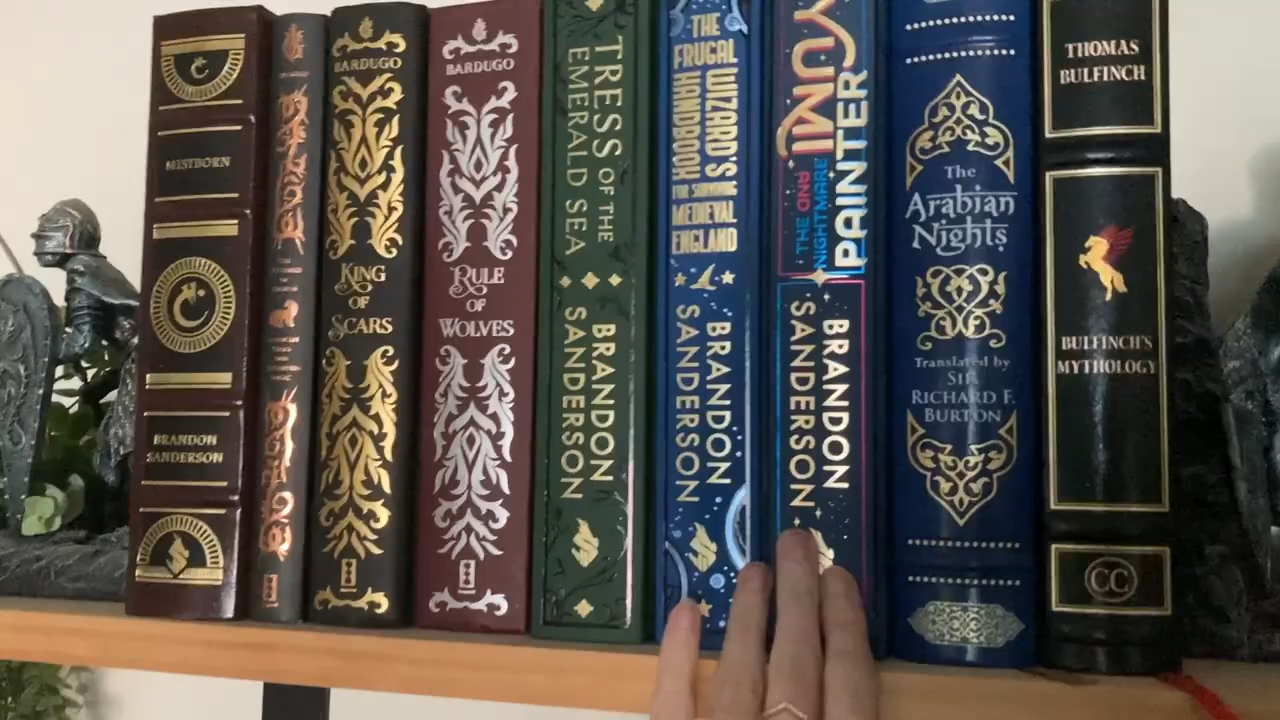 MISTBORN
BRANDON
SANDERSON
BARDUGO
KING
OF
SCARS
BARDUGO
RULE
OF
WOLVES
TRESS OF THE
EMERALD SEA
BRANDON
SANDERSON
THE
FRUGAL
WIZARD'S
HANDBOOK
FOR SURVIVING
MEDIEVAL
ENGLAND
BRANDON
SANDERSON
YUMI
AND
THE
NIGHTMARE
PAINTER
BRANDON
SANDERSON
The
Arabian
Nights
Translated by
SIR
RICHARD F.
BURTON
THOMAS
BULFINCH
BULFINCH'S
MYTHOLOGY
CC